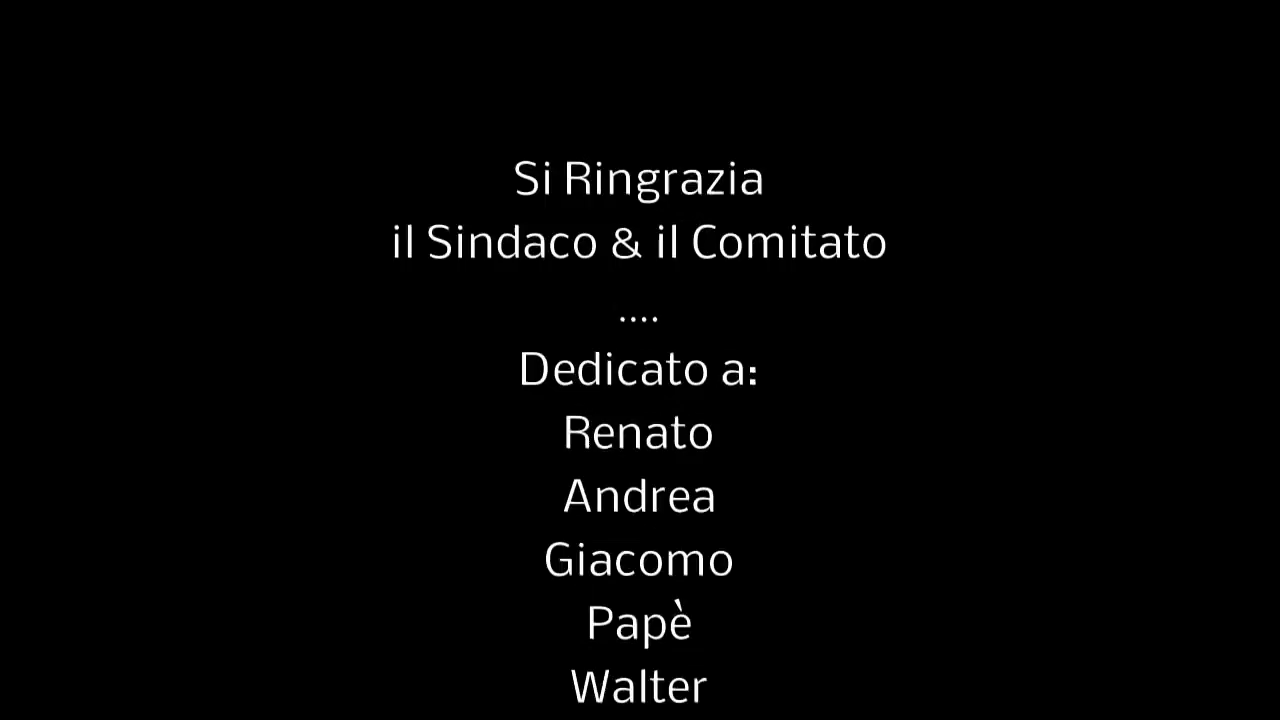 Si Ringrazia
il Sindaco & il Comitato
....
Dedicato a:
Renato
Andrea
Giacomo
Papè
Walter